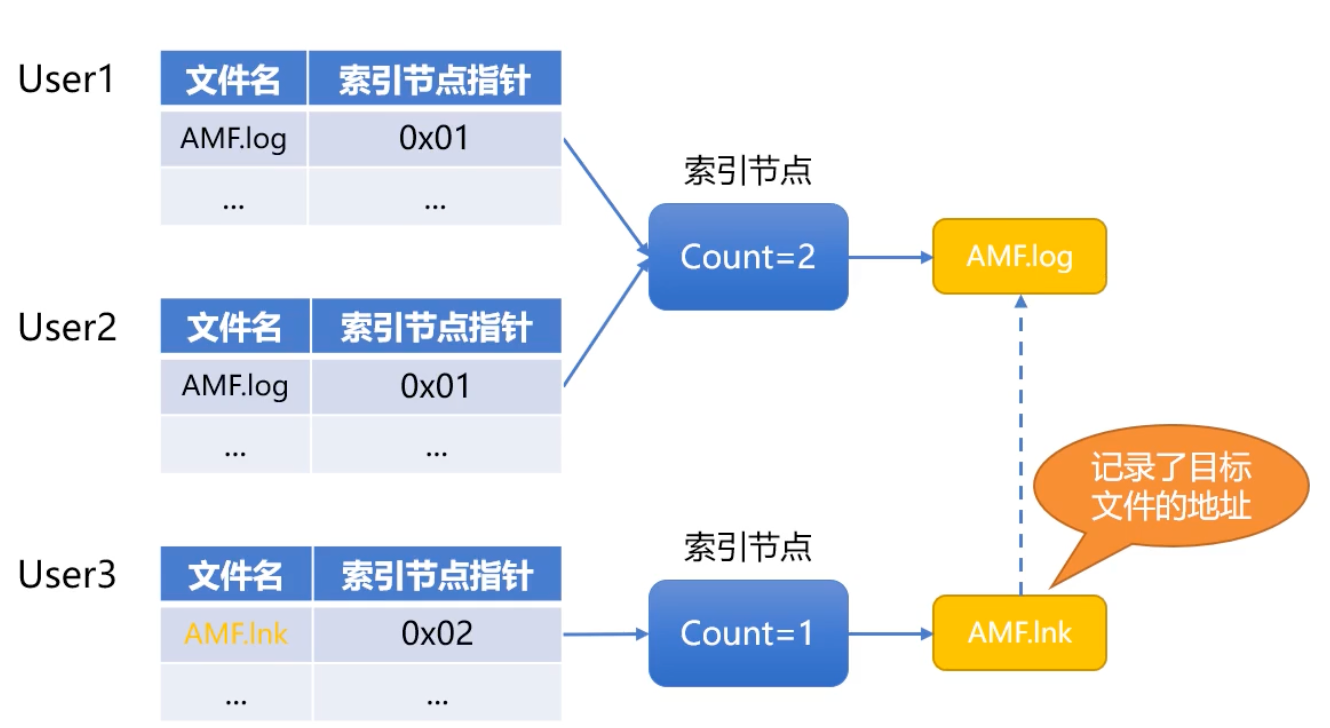 User1
文件名 索引节点指针
AMF.log 0x01
... ...
索引节点
Count=2
AMF.log
User2
文件名 索引节点指针
AMF.log 0x01
... ...
记录了目标
文件的地址
User3
文件名 索引节点指针
AMF.lnk 0x02
... ...
索引节点
Count=1
AMF.lnk